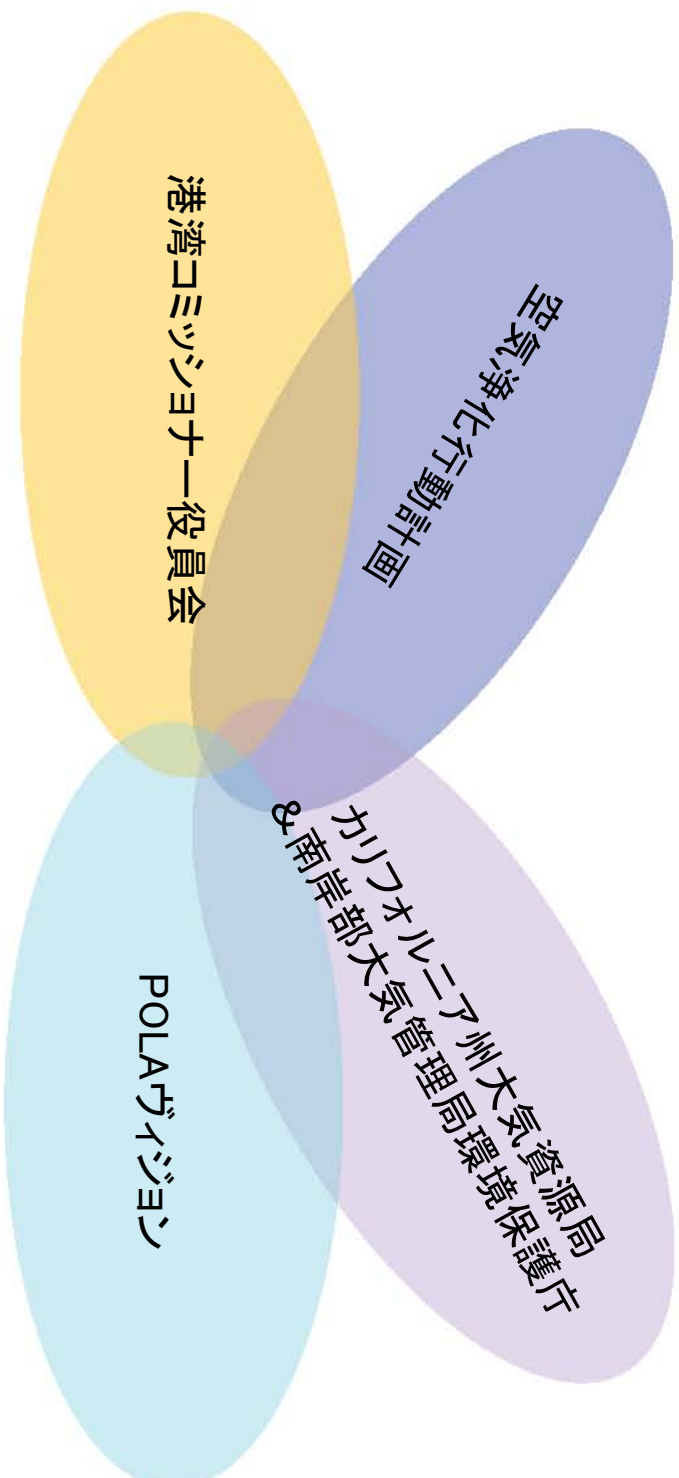 港湾コミッショナー役員会
空気浄化行動計画
カリフォルニア州大気資源局
&南岸部大気管理局環境保護庁
POLAヴィジョン